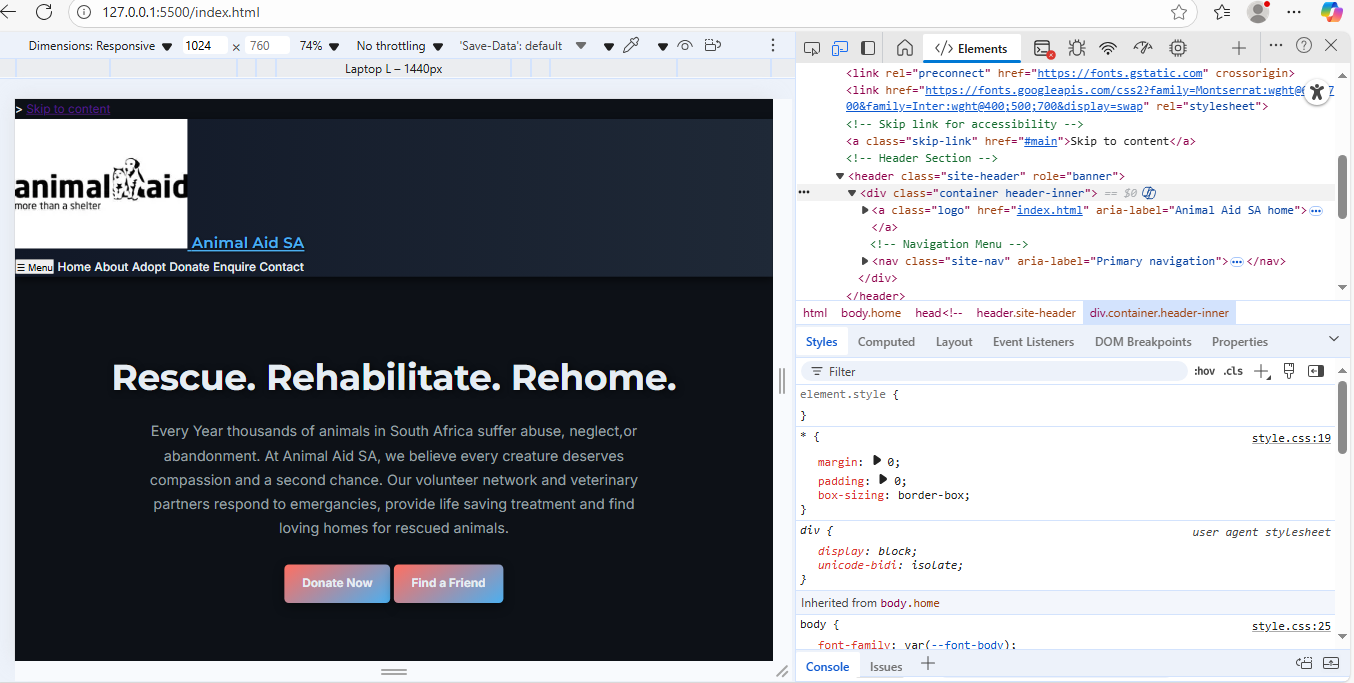 127.0.0.1:5500/index.html
Dimensions: Responsive ▼ 1024 × 760 74% ▼ No throttling ▼ 'Save-Data': default ▼
Laptop L – 1440px
> Skip to content
animal aid
more than a shelter
Animal Aid SA
☰ Menu Home About Adopt Donate Enquire Contact
Rescue. Rehabilitate. Rehome.
Every Year thousands of animals in South Africa suffer abuse, neglect,or
abandonment. At Animal Aid SA, we believe every creature deserves
compassion and a second chance. Our volunteer network and veterinary
partners respond to emergancies, provide life saving treatment and find
loving homes for rescued animals.
Donate Now Find a Friend
</> Elements
<link rel="preconnect" href="https://fonts.gstatic.com" crossorigin>
<link href="https://fonts.googleapis.com/css2?family=Montserrat:wght@
00&family=Inter:wght@400;500;700&display=swap" rel="stylesheet">
<!-- Skip link for accessibility -->
<a class="skip-link" href="#main">Skip to content</a>
<!-- Header Section -->
▼<header class="site-header" role="banner">
••• ▼<div class="container header-inner"> == $0
▶<a class="logo" href="index.html" aria-label="Animal Aid SA home">
</a>
<!-- Navigation Menu -->
▶<nav class="site-nav" aria-label="Primary navigation"></nav>
</div>
</header>
html body.home head<!-- header.site-header div.container.header-inner
Styles Computed Layout Event Listeners DOM Breakpoints Properties
Filter :hov .cls
element.style {
}
* { style.css:19
margin: ▶ 0;
padding: ▶ 0;
box-sizing: border-box;
}
div { user agent stylesheet
display: block;
unicode-bidi: isolate;
}
Inherited from body.home
body { style.css:25
font-family: var(--font-body);
Console Issues